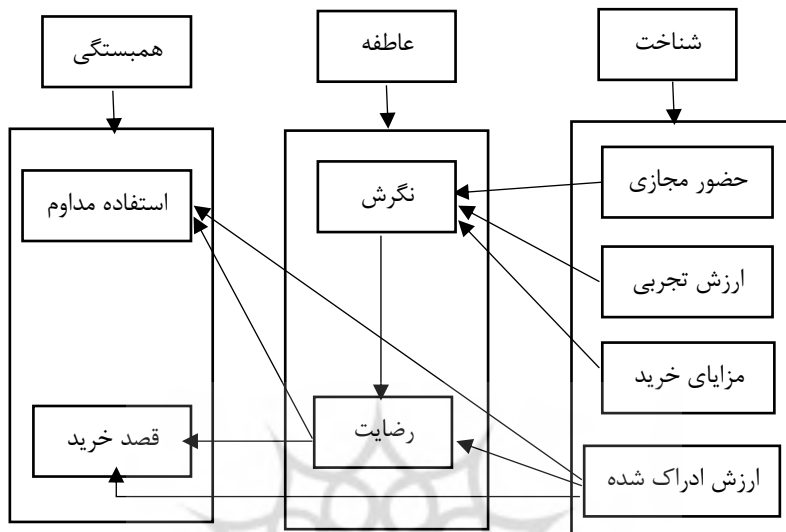 شناخت
عاطفه
همبستگی
حضور مجازی
نگرش
استفاده مداوم
ارزش تجربی
مزایای خرید
رضایت
قصد خرید
ارزش ادراک شده